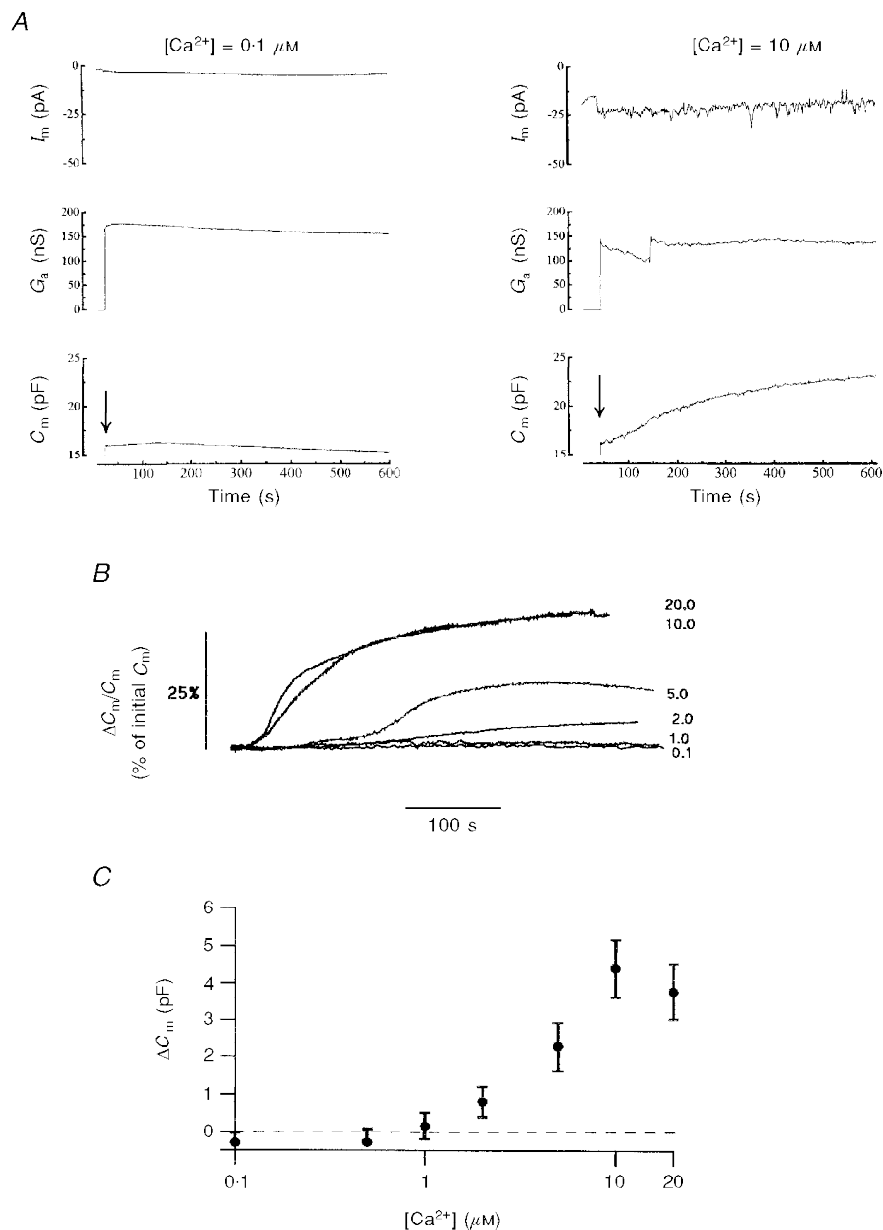 A
[Ca²⁺] = 0·1 μM
[Ca²⁺] = 10 μM
0
-25
-50
I_m (pA)
0
-25
-50
I_m (pA)
200
150
100
50
0
G_a (nS)
200
150
100
50
0
G_a (nS)
25
20
15
C_m (pF)
25
20
15
C_m (pF)
100 200 300 400 500 600
Time (s)
100 200 300 400 500 600
Time (s)
B
ΔC_m/C_m
(% of initial C_m)
25%
20.0
10.0
5.0
2.0
1.0
0.1
100 s
C
6
5
4
3
2
1
0
ΔC_m (pF)
0·1 1 10 20
[Ca²⁺] (μM)